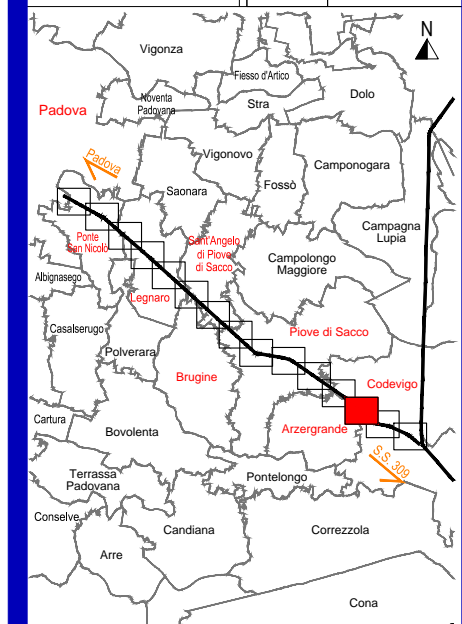 N
Vigonza
Fiesso d'Artico
Dolo
Padova
Noventa
Padovana
Stra
Padova
Vigonovo
Camponogara
Saonara
Fossò
Campagna
Lupia
Ponte
San Nicolò
Sant'Angelo
di Piove
di Sacco
Campolongo
Maggiore
Albignasego
Legnaro
Casalserugo
Piove di Sacco
Polverara
Brugine
Codevigo
Cartura
Bovolenta
Arzergrande
S.S. 309
Terrassa
Padovana
Pontelongo
Conselve
Candiana
Correzzola
Arre
Cona